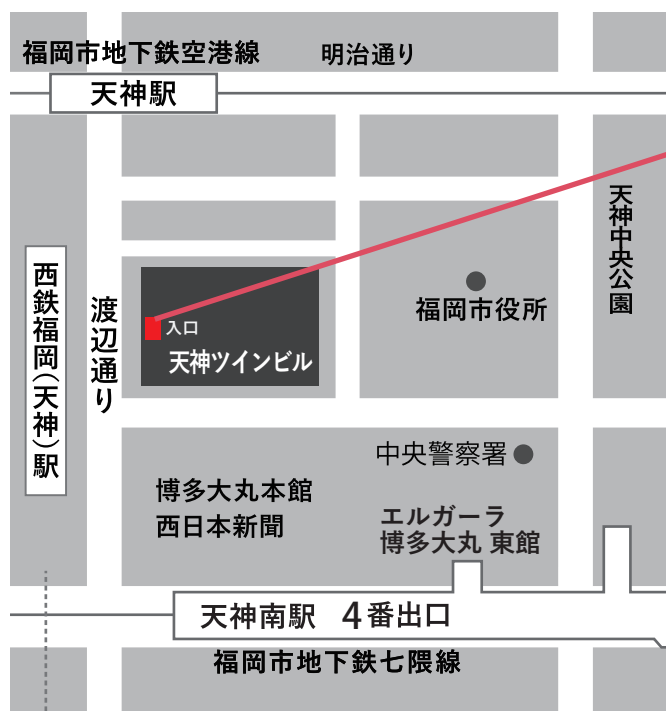 福岡市地下鉄空港線
明治通り
天神駅
天神中央公園
西鉄福岡(天神)駅
渡辺通り
福岡市役所
入口
天神ツインビル
中央警察署
博多大丸本館
西日本新聞
エルガーラ
博多大丸 東館
天神南駅 4番出口
福岡市地下鉄七隈線